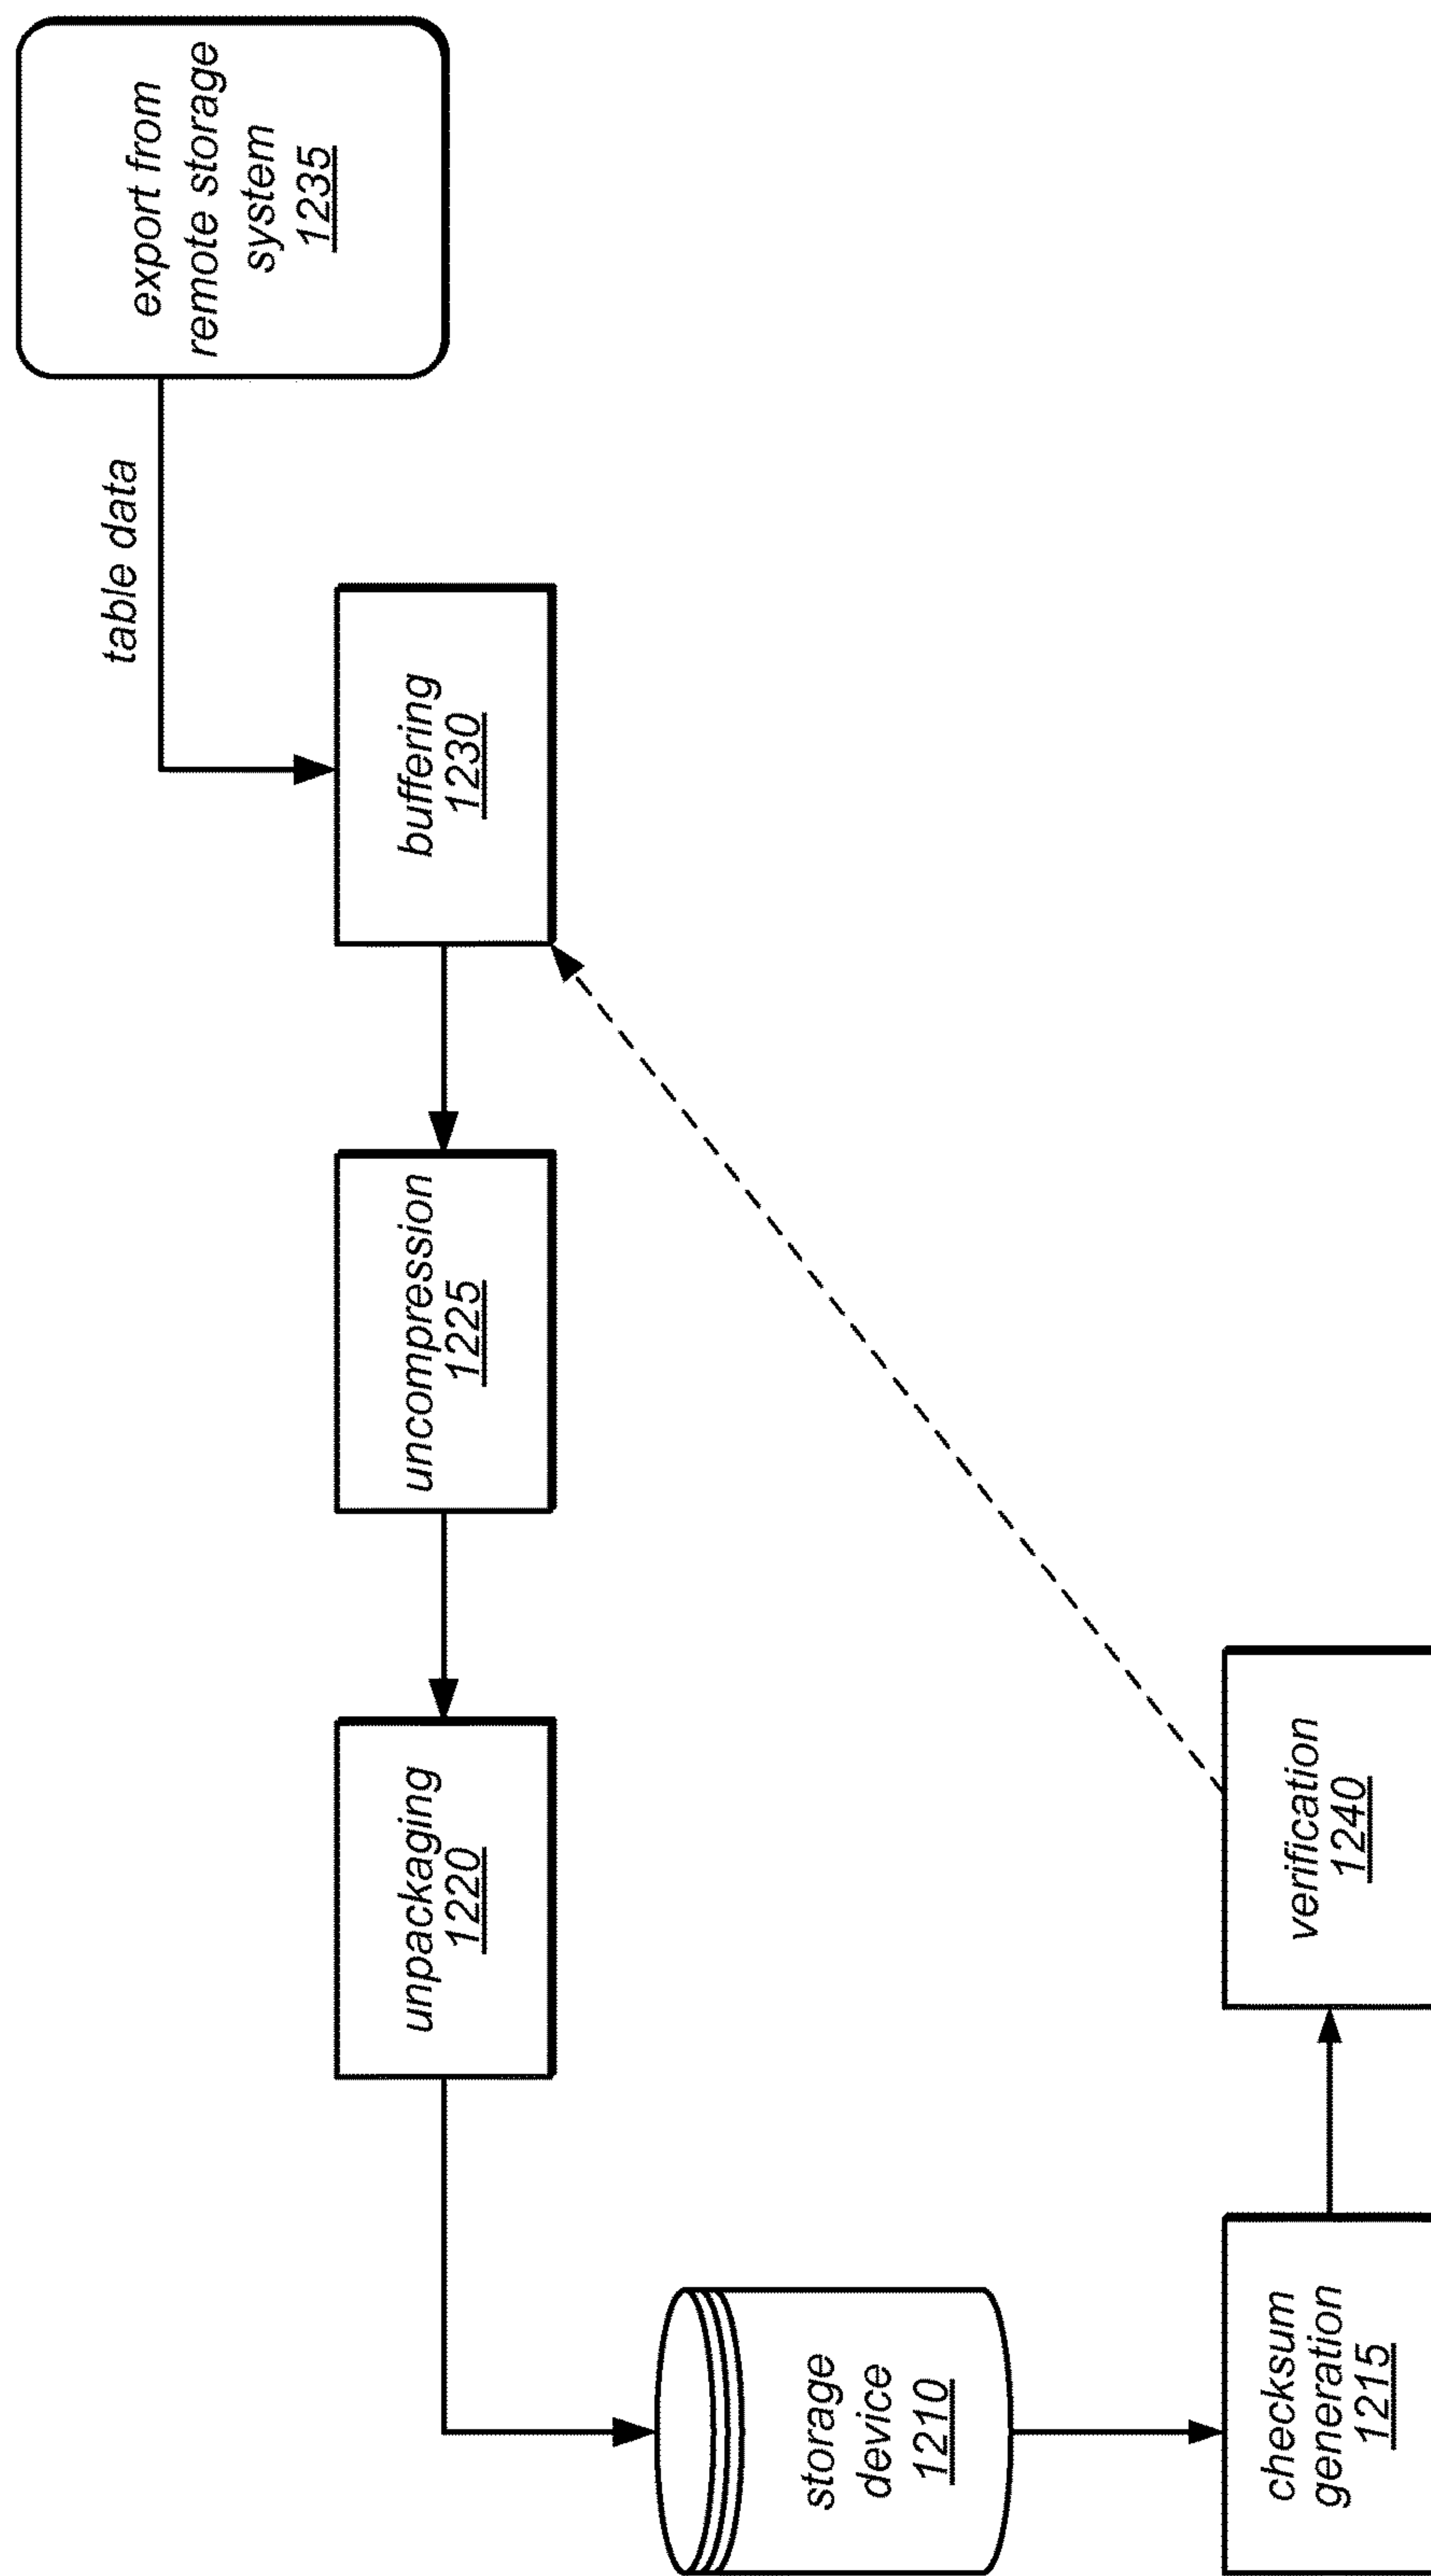 export from
remote storage
system
1235
table data
buffering
1230
uncompression
1225
unpackaging
1220
storage
device
1210
checksum
generation
1215
verification
1240